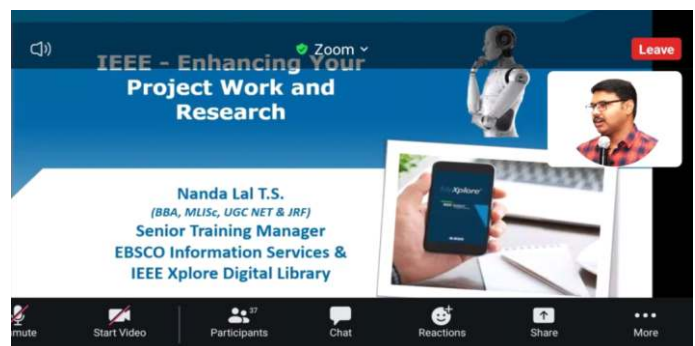 Zoom
Leave
IEEE - Enhancing Your
Project Work and
Research
Nanda Lal T.S.
(BBA, MLISc, UGC NET & JRF)
Senior Training Manager
EBSCO Information Services &
IEEE Xplore Digital Library
Xplore
mute
Start Video
37
Participants
Chat
Reactions
Share
More